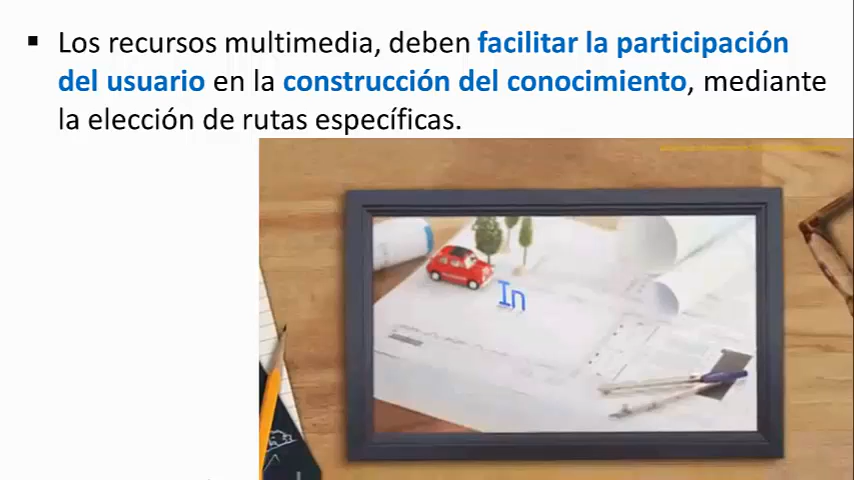 ▪ Los recursos multimedia, deben facilitar la participación
del usuario en la construcción del conocimiento, mediante
la elección de rutas específicas.
In